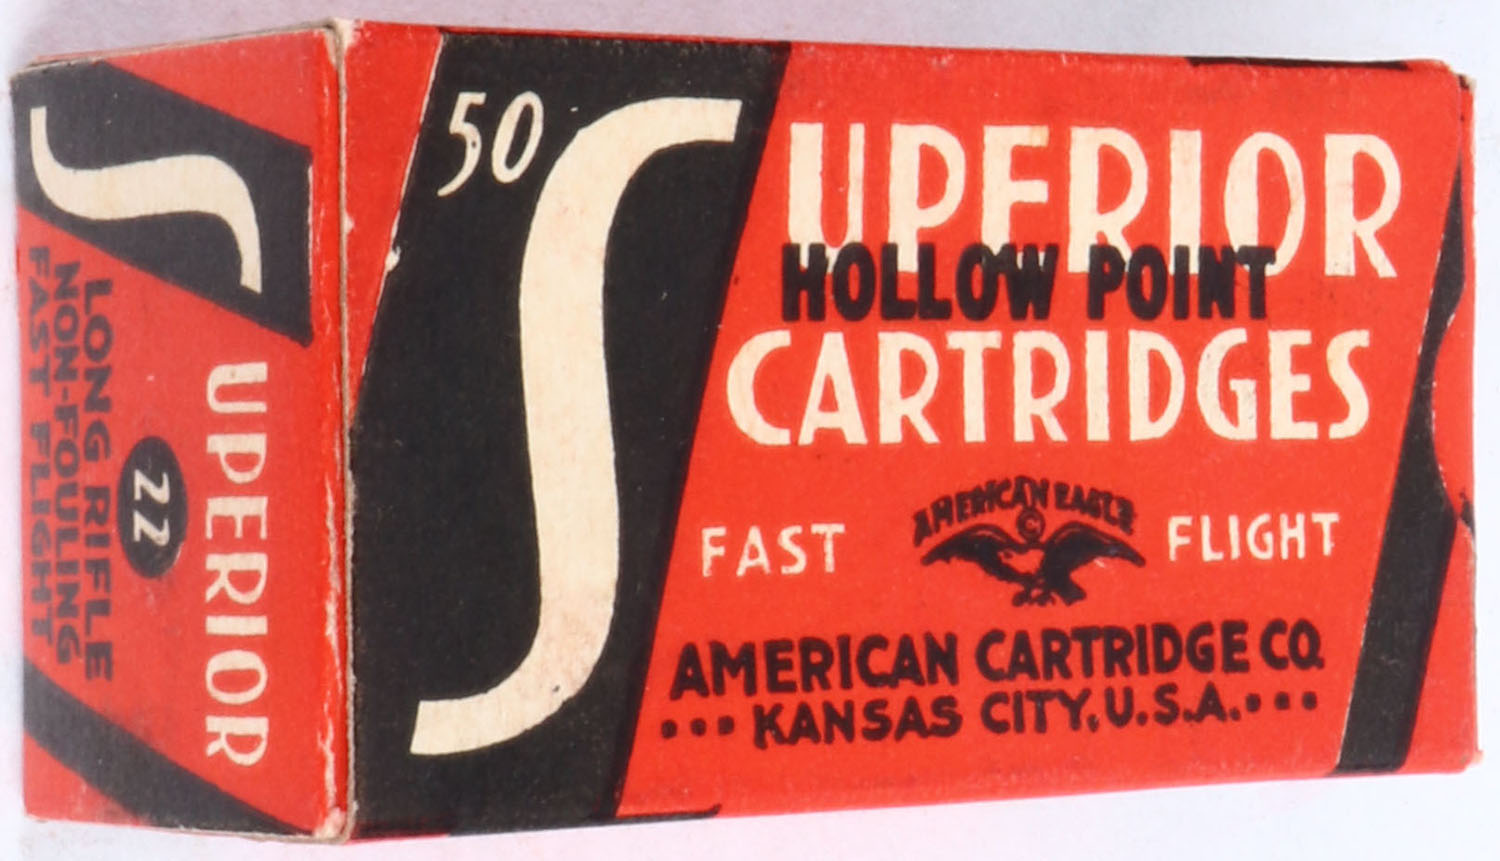 50
SUPERIOR
HOLLOW POINT
CARTRIDGES
AMERICAN EAGLE
©
FAST FLIGHT
AMERICAN CARTRIDGE CO.
••• KANSAS CITY, U.S.A. •••
SUPERIOR
22
LONG RIFLE
NON-FOULING
FAST FLIGHT